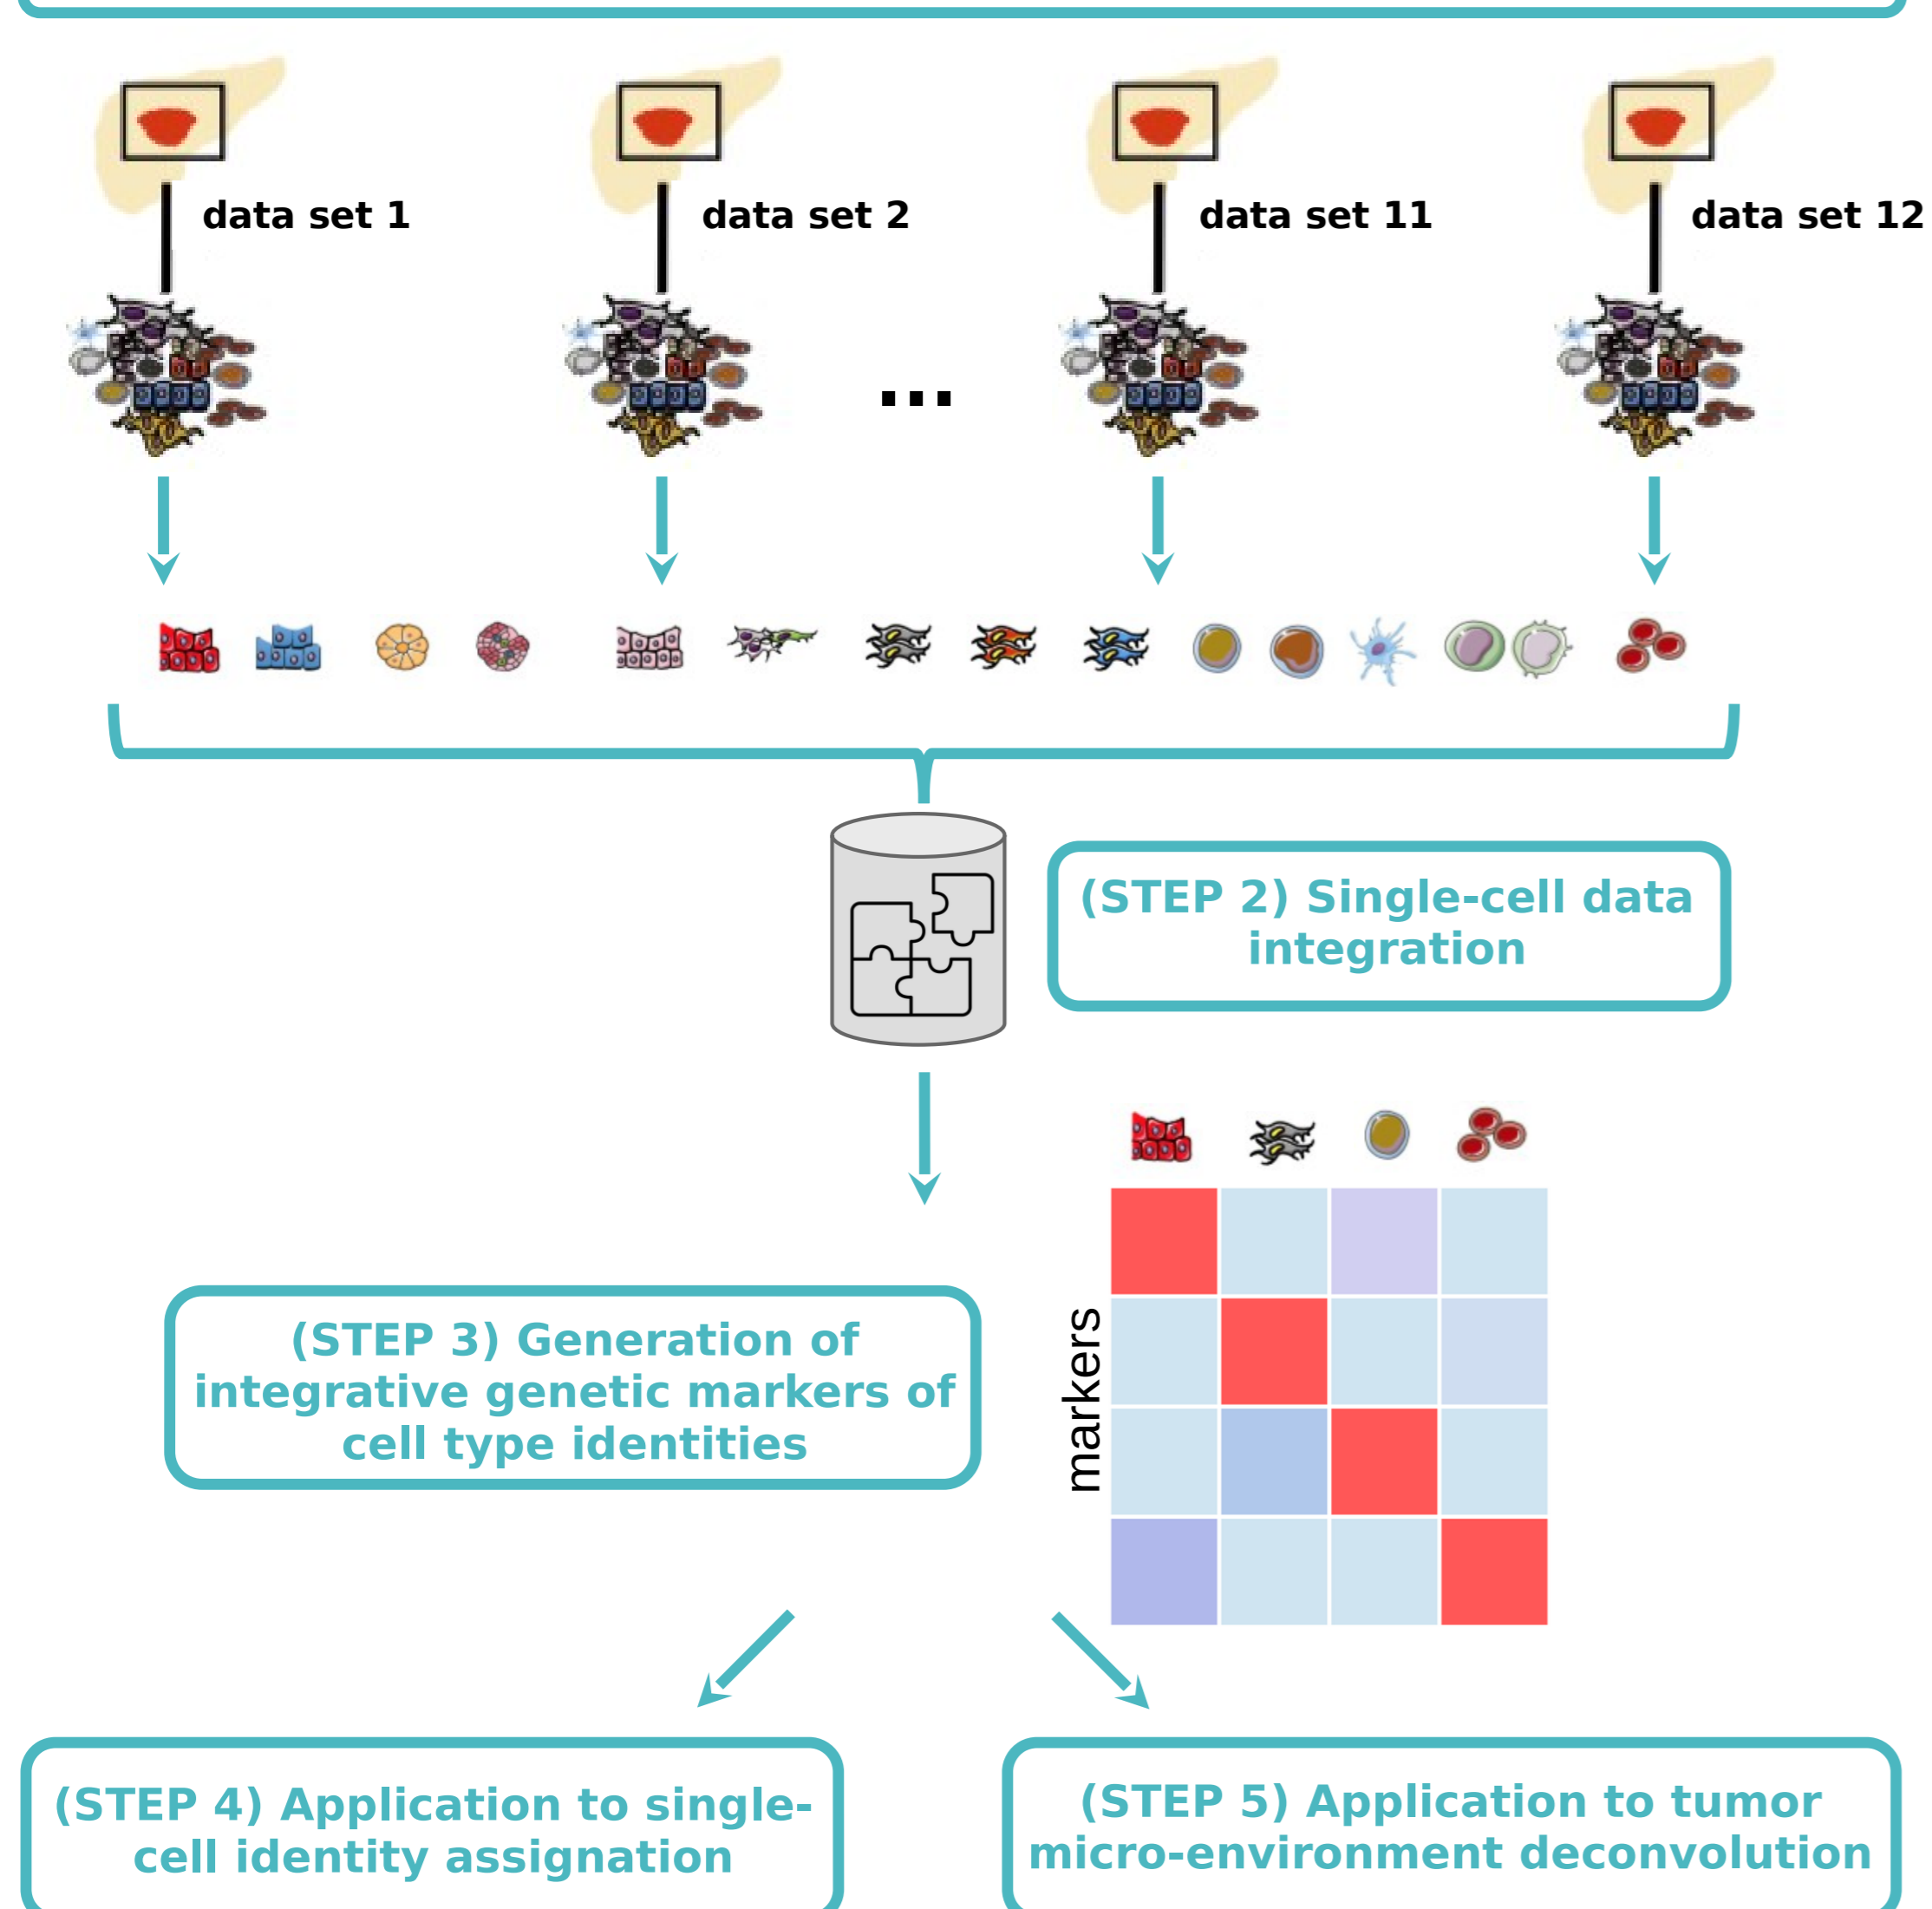 data set 1
data set 2
data set 11
data set 12
...
(STEP 2) Single-cell data
integration
markers
(STEP 3) Generation of
integrative genetic markers of
cell type identities
(STEP 4) Application to single-
cell identity assignation
(STEP 5) Application to tumor
micro-environment deconvolution